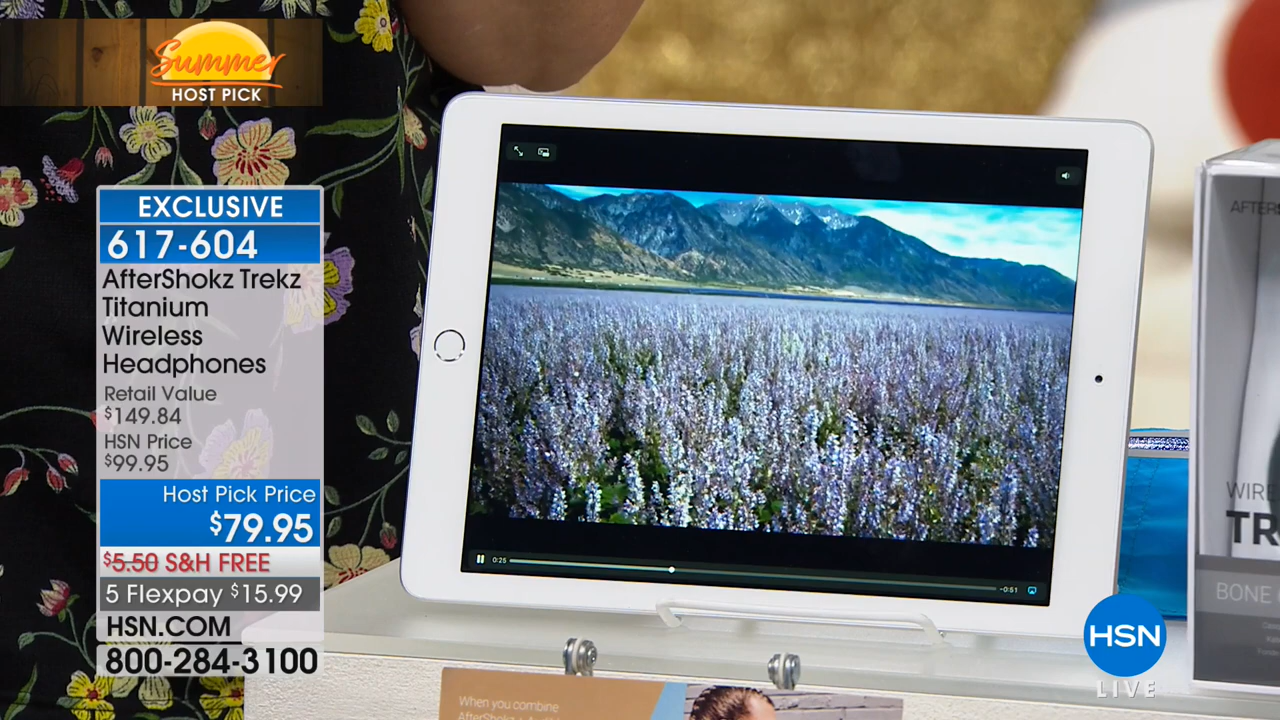 Summer
HOST PICK
EXCLUSIVE
617-604
AfterShokz Trekz
Titanium
Wireless
Headphones
Retail Value
$149.84
HSN Price
$99.95
Host Pick Price
$79.95
$5.50 S&H FREE
5 Flexpay $15.99
HSN.COM
800-284-3100
0:25
-0:51
AFTERS
WIRE
TR
BONE
HSN
LIVE
When you combine